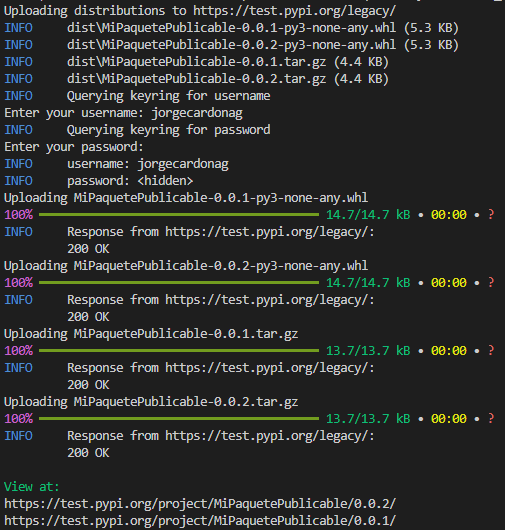 Uploading distributions to https://test.pypi.org/legacy/
INFO     dist\MiPaquetePublicable-0.0.1-py3-none-any.whl (5.3 KB)
INFO     dist\MiPaquetePublicable-0.0.2-py3-none-any.whl (5.3 KB)
INFO     dist\MiPaquetePublicable-0.0.1.tar.gz (4.4 KB)
INFO     dist\MiPaquetePublicable-0.0.2.tar.gz (4.4 KB)
INFO     Querying keyring for username
Enter your username: jorgecardonag
INFO     Querying keyring for password
Enter your password:
INFO     username: jorgecardonag
INFO     password: <hidden>
Uploading MiPaquetePublicable-0.0.1-py3-none-any.whl
100% 14.7/14.7 kB • 00:00 • ?
INFO     Response from https://test.pypi.org/legacy/:
200 OK
Uploading MiPaquetePublicable-0.0.2-py3-none-any.whl
100% 14.7/14.7 kB • 00:00 • ?
INFO     Response from https://test.pypi.org/legacy/:
200 OK
Uploading MiPaquetePublicable-0.0.1.tar.gz
100% 13.7/13.7 kB • 00:00 • ?
INFO     Response from https://test.pypi.org/legacy/:
200 OK
Uploading MiPaquetePublicable-0.0.2.tar.gz
100% 13.7/13.7 kB • 00:00 • ?
INFO     Response from https://test.pypi.org/legacy/:
200 OK
View at:
https://test.pypi.org/project/MiPaquetePublicable/0.0.2/
https://test.pypi.org/project/MiPaquetePublicable/0.0.1/